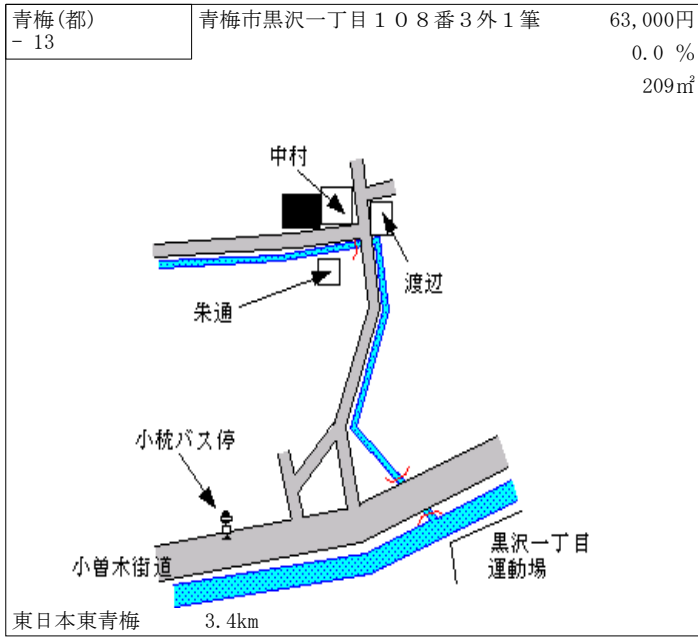 青梅(都) 青梅市黒沢一丁目１０８番３外１筆 63,000円
- 13
0.0 %
209㎡
中村
渡辺
朱通
小枕バス停
小曽木街道
黒沢一丁目
運動場
東日本東青梅 3.4km